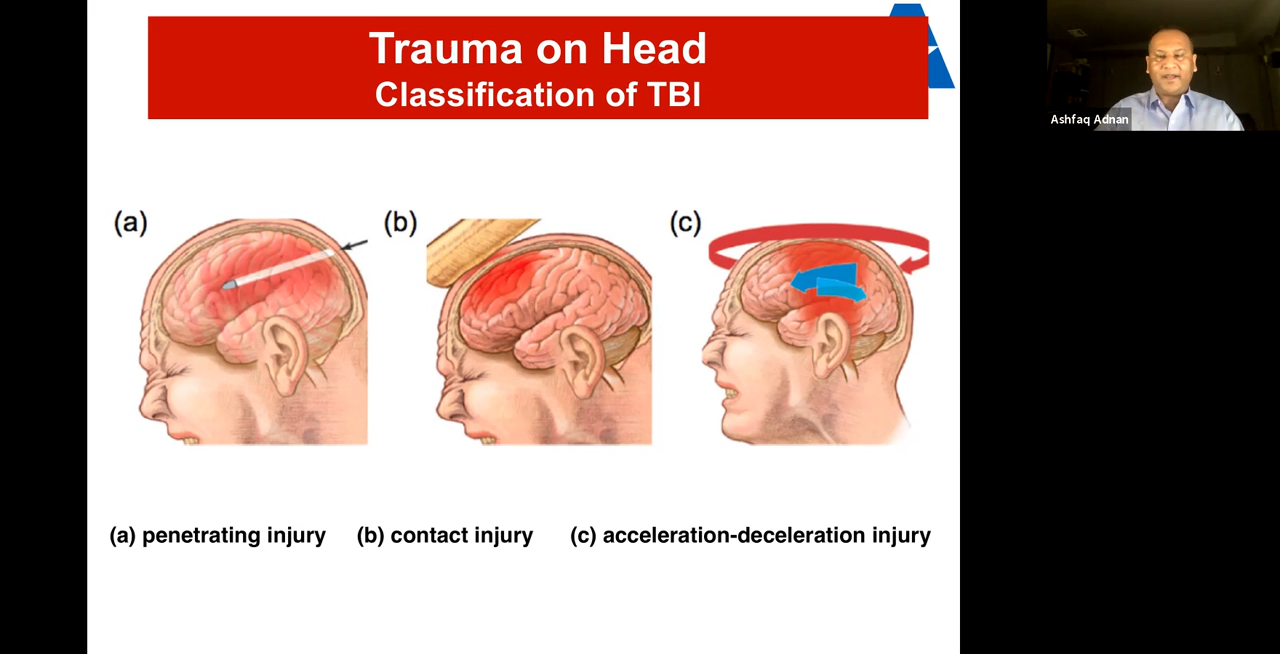 Trauma on Head
Classification of TBI
Ashfaq Adnan
(a)
(b)
(c)
(a) penetrating injury
(b) contact injury
(c) acceleration-deceleration injury